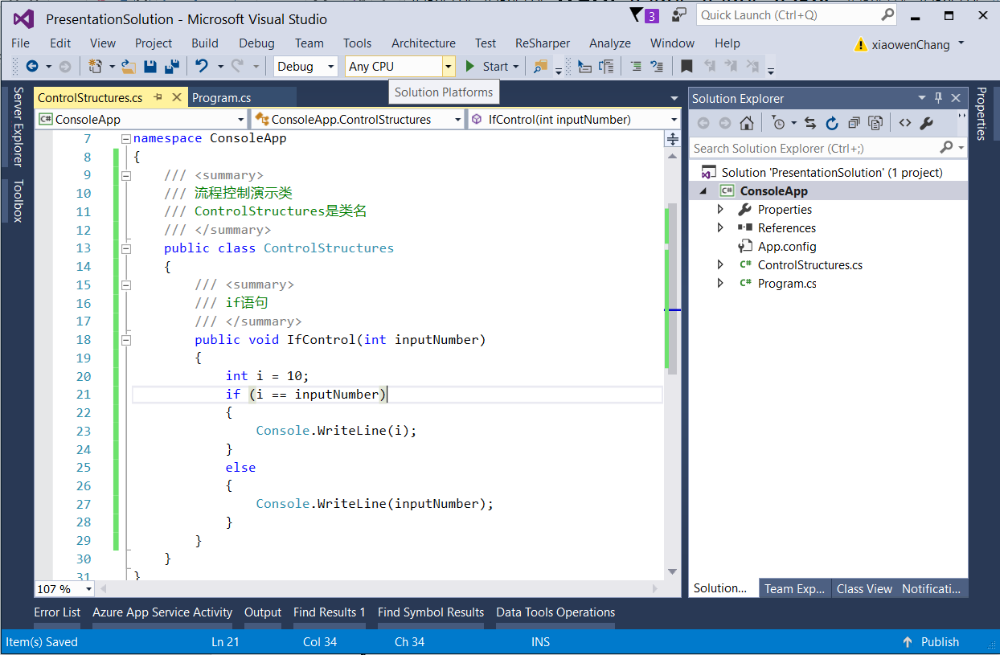 PresentationSolution - Microsoft Visual Studio
3
Quick Launch (Ctrl+Q)
File Edit View Project Build Debug Team Tools Architecture Test ReSharper Analyze Window Help
xiaowenChang
Debug Any CPU Start
Solution Platforms
Server Explorer
Toolbox
ControlStructures.cs Program.cs
C# ConsoleApp ConsoleApp.ControlStructures IfControl(int inputNumber)
7 namespace ConsoleApp
8 {
9 /// <summary>
10 /// 流程控制演示类
11 /// ControlStructures是类名
12 /// </summary>
13 public class ControlStructures
14 {
15 /// <summary>
16 /// if语句
17 /// </summary>
18 public void IfControl(int inputNumber)
19 {
20 int i = 10;
21 if (i == inputNumber)
22 {
23 Console.WriteLine(i);
24 }
25 else
26 {
27 Console.WriteLine(inputNumber);
28 }
29 }
30 }
31 }
107 %
Solution Explorer
Search Solution Explorer (Ctrl+;)
Solution 'PresentationSolution' (1 project)
C# ConsoleApp
Properties
References
App.config
C# ControlStructures.cs
C# Program.cs
Solution... Team Exp... Class View Notificati...
Properties
Error List Azure App Service Activity Output Find Results 1 Find Symbol Results Data Tools Operations
Item(s) Saved Ln 21 Col 34 Ch 34 INS Publish